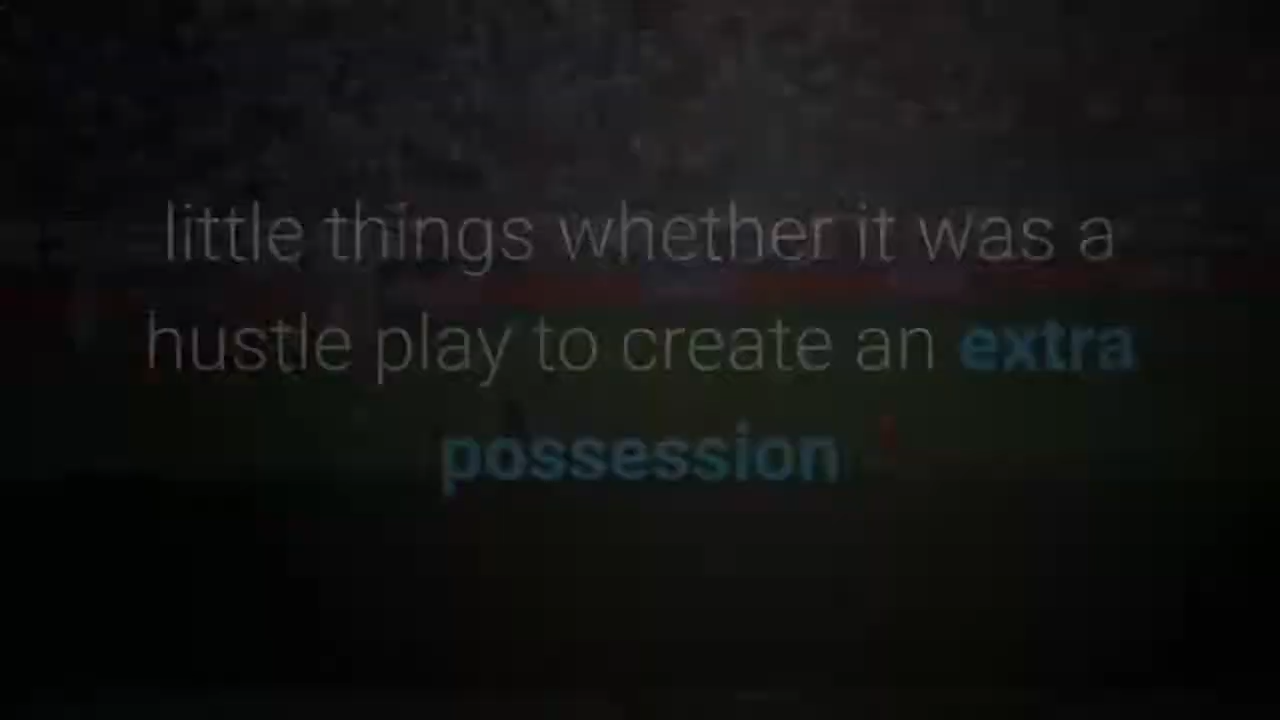 little things whether it was a
hustle play to create an extra
possession